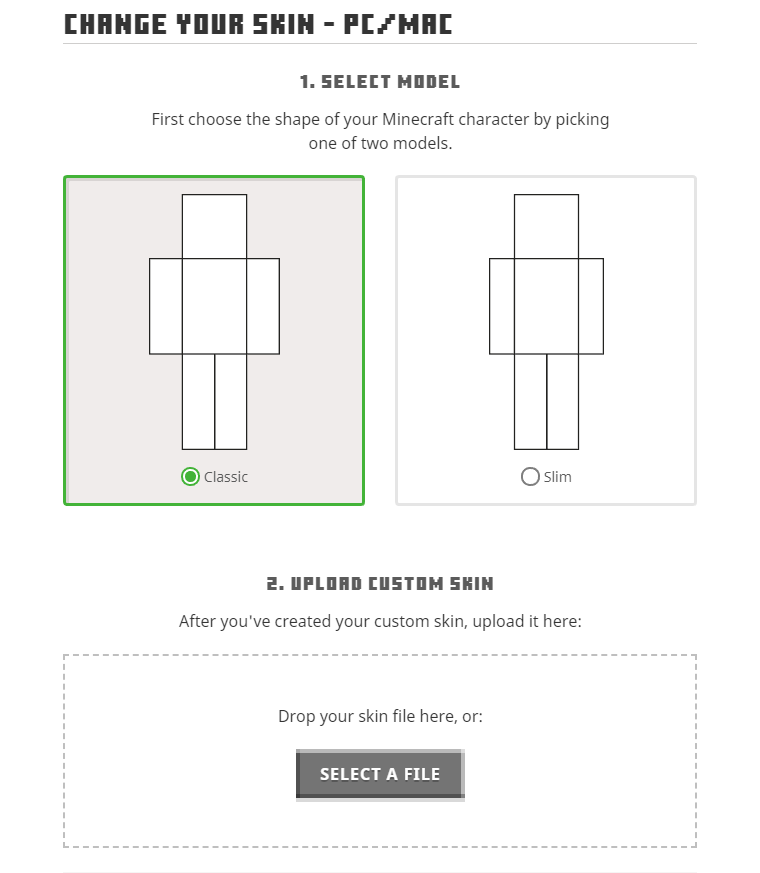 CHANGE YOUR SKIN - PC/MAC
1. SELECT MODEL
First choose the shape of your Minecraft character by picking
one of two models.
Classic
Slim
2. UPLOAD CUSTOM SKIN
After you've created your custom skin, upload it here:
Drop your skin file here, or:
SELECT A FILE